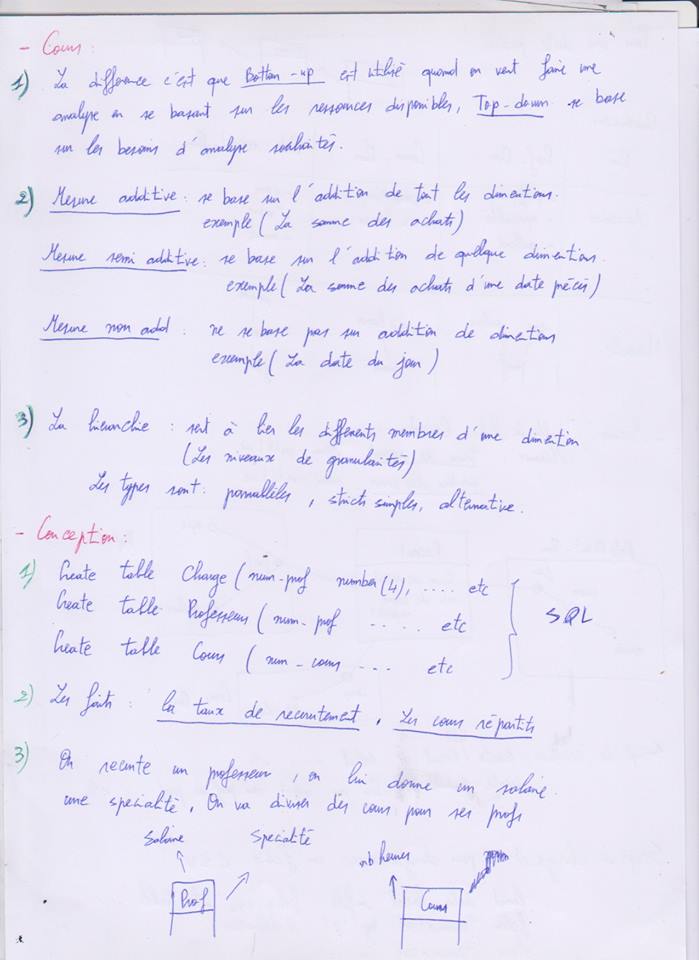 - Cours :
1) La difference c'est que Botton-up est utilisé quand on veut faire une
analyse en se basant sur les ressources disponibles, Top-down se base
sur les besoins d'analyse souhaités.
2) Mesure additive : se base sur l'addition de tout les dimentions.
exemple ( La somme des achats)
Mesure semi additive : se base sur l'addition de quelque dimentions.
exemple ( La somme des achats d'une date précis)
Mesure non add : ne se base pas sur addition de dimentions
exemple ( La date du jour )
3) La hierarchie : sert à lier les differents membres d'une dimention
(Les niveaux de granularités)
Les types sont : paralléles, stricts simples, alternative.
- Conception :
1) Create table Charge ( num-prof number(4), .... etc
Create table Professeurs ( num-prof ..... etc
Create table Cours ( num-cours ... etc
SQL
2) Les faits : la taux de recrutement, Les cours répartits
3) On recrute un professeur, on lui donne un salaire
une specialité, On va diviser des cours pour ses profs
Salaire Specialité nb heures
Prof Cours